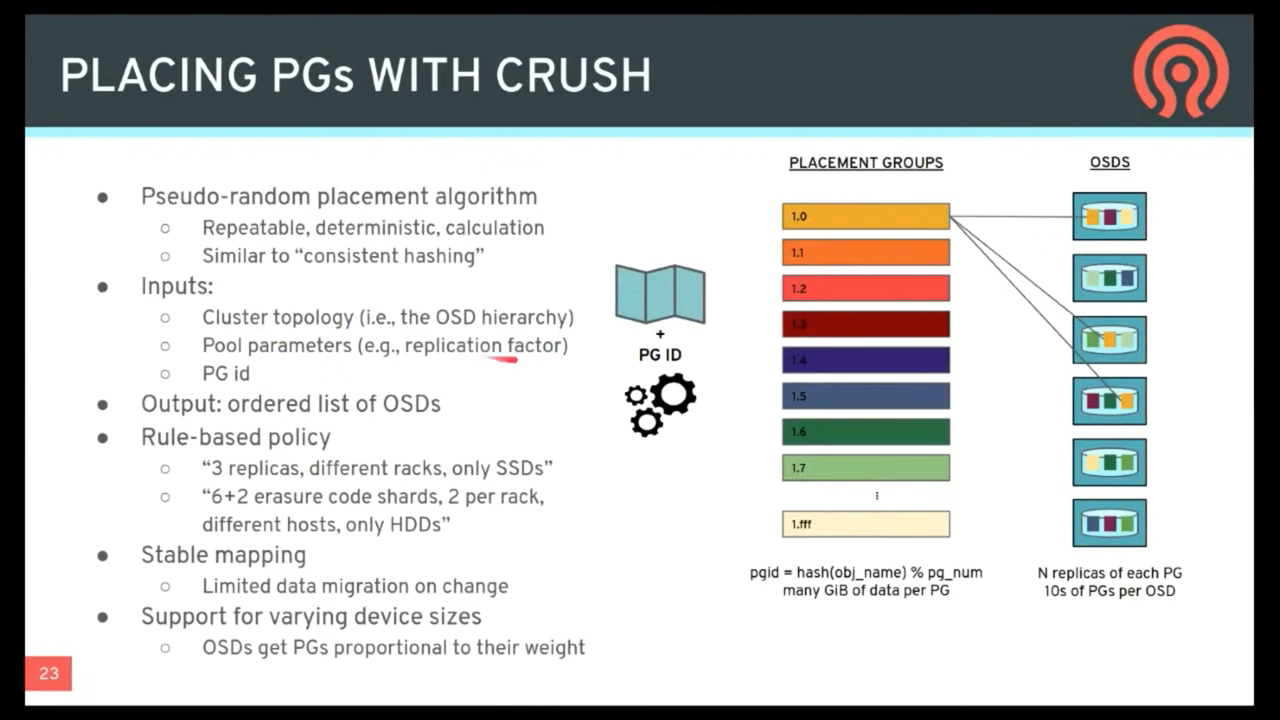 PLACING PGs WITH CRUSH
● Pseudo-random placement algorithm
○ Repeatable, deterministic, calculation
○ Similar to “consistent hashing”
● Inputs:
○ Cluster topology (i.e., the OSD hierarchy)
○ Pool parameters (e.g., replication factor)
○ PG id
● Output: ordered list of OSDs
● Rule-based policy
○ “3 replicas, different racks, only SSDs”
○ “6+2 erasure code shards, 2 per rack,
different hosts, only HDDs”
● Stable mapping
○ Limited data migration on change
● Support for varying device sizes
○ OSDs get PGs proportional to their weight
23
+
PG ID
PLACEMENT GROUPS
1.0
1.1
1.2
1.3
1.4
1.5
1.6
1.7
⋮
1.fff
pgid = hash(obj_name) % pg_num
many GiB of data per PG
OSDS
N replicas of each PG
10s of PGs per OSD